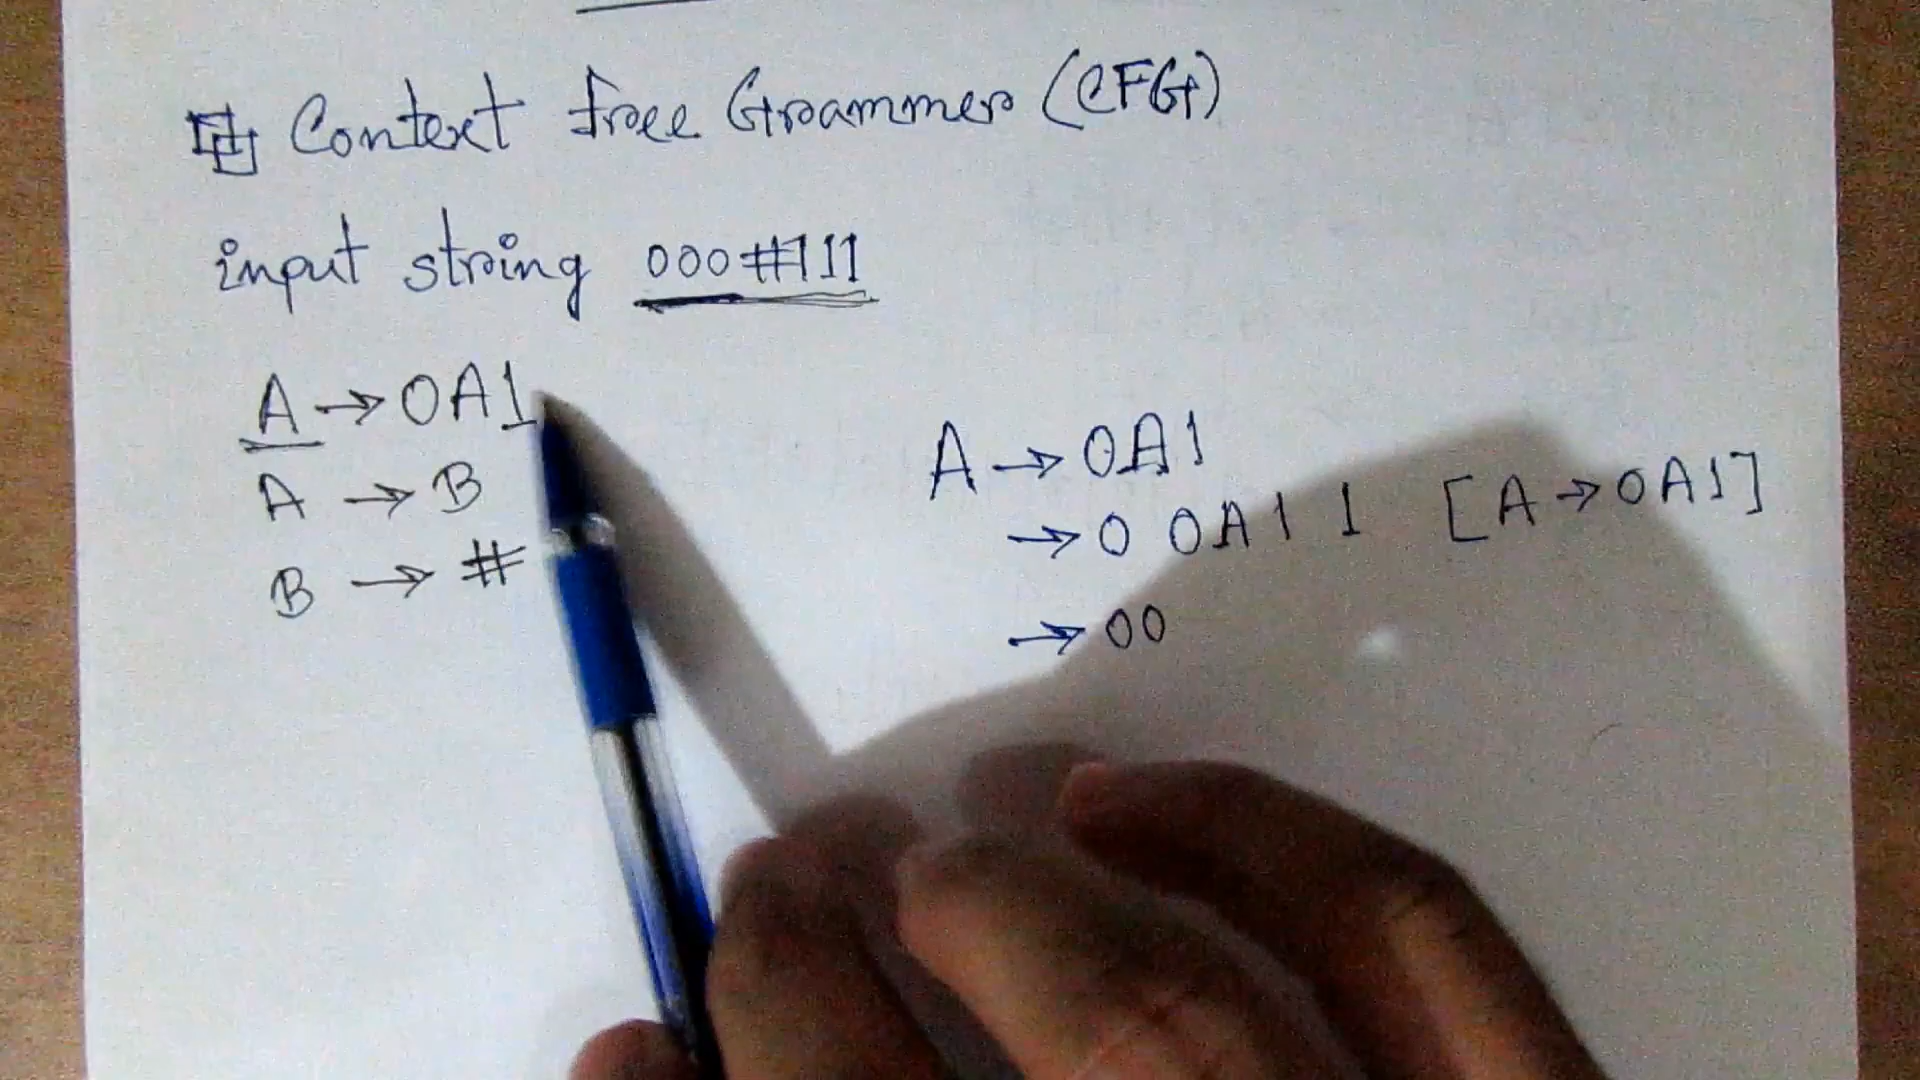 Context free Grammer (CFG)
input string 000#111
A → 0A1
A → B
B → #
A → 0A1
→ 0 0A1 1 [A → 0A1]
→ 00